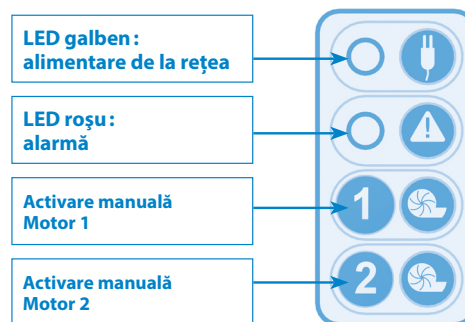 LED galben :
alimentare de la rețea
LED roșu :
alarmă
Activare manuală
Motor 1
1
Activare manuală
Motor 2
2